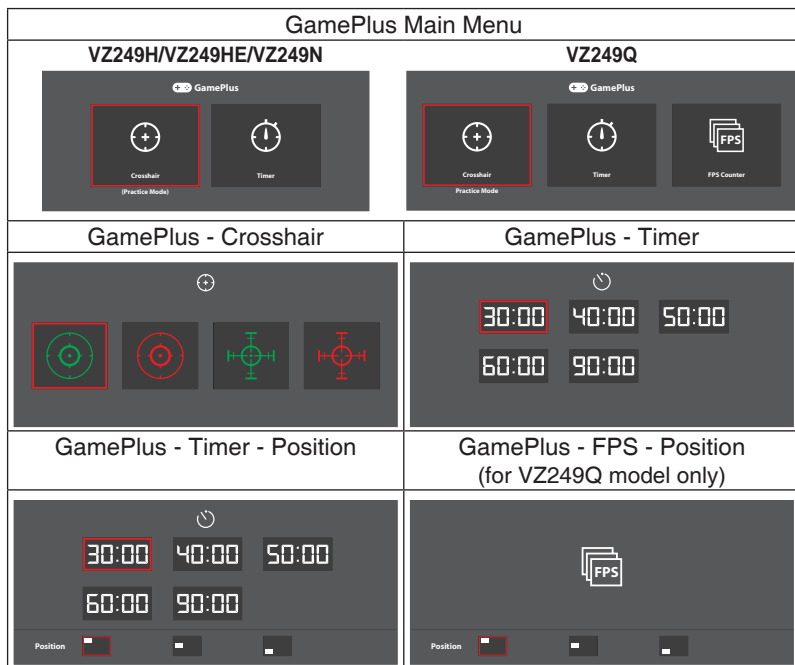 GamePlus Main Menu
VZ249H/VZ249HE/VZ249N
VZ249Q
GamePlus
Crosshair
Timer
(Practice Mode)
GamePlus
FPS
Crosshair
Timer
FPS Counter
Practice Mode
GamePlus - Crosshair
GamePlus - Timer
30:00 40:00 50:00
60:00 90:00
GamePlus - Timer - Position
GamePlus - FPS - Position
(for VZ249Q model only)
30:00 40:00 50:00
60:00 90:00
Position
FPS
Position